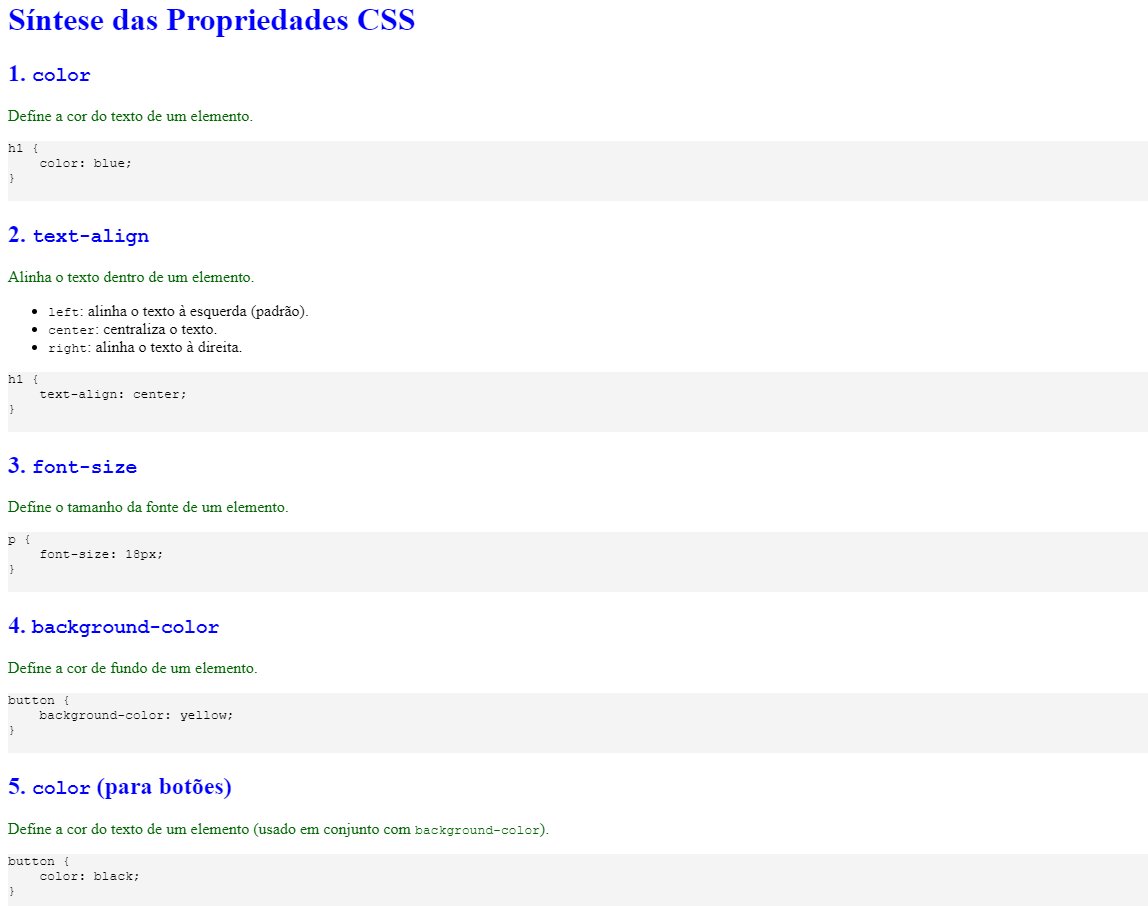 Síntese das Propriedades CSS
1. color
Define a cor do texto de um elemento.
h1 {
    color: blue;
}
2. text-align
Alinha o texto dentro de um elemento.
• left: alinha o texto à esquerda (padrão).
• center: centraliza o texto.
• right: alinha o texto à direita.
h1 {
    text-align: center;
}
3. font-size
Define o tamanho da fonte de um elemento.
p {
    font-size: 18px;
}
4. background-color
Define a cor de fundo de um elemento.
button {
    background-color: yellow;
}
5. color (para botões)
Define a cor do texto de um elemento (usado em conjunto com background-color).
button {
    color: black;
}